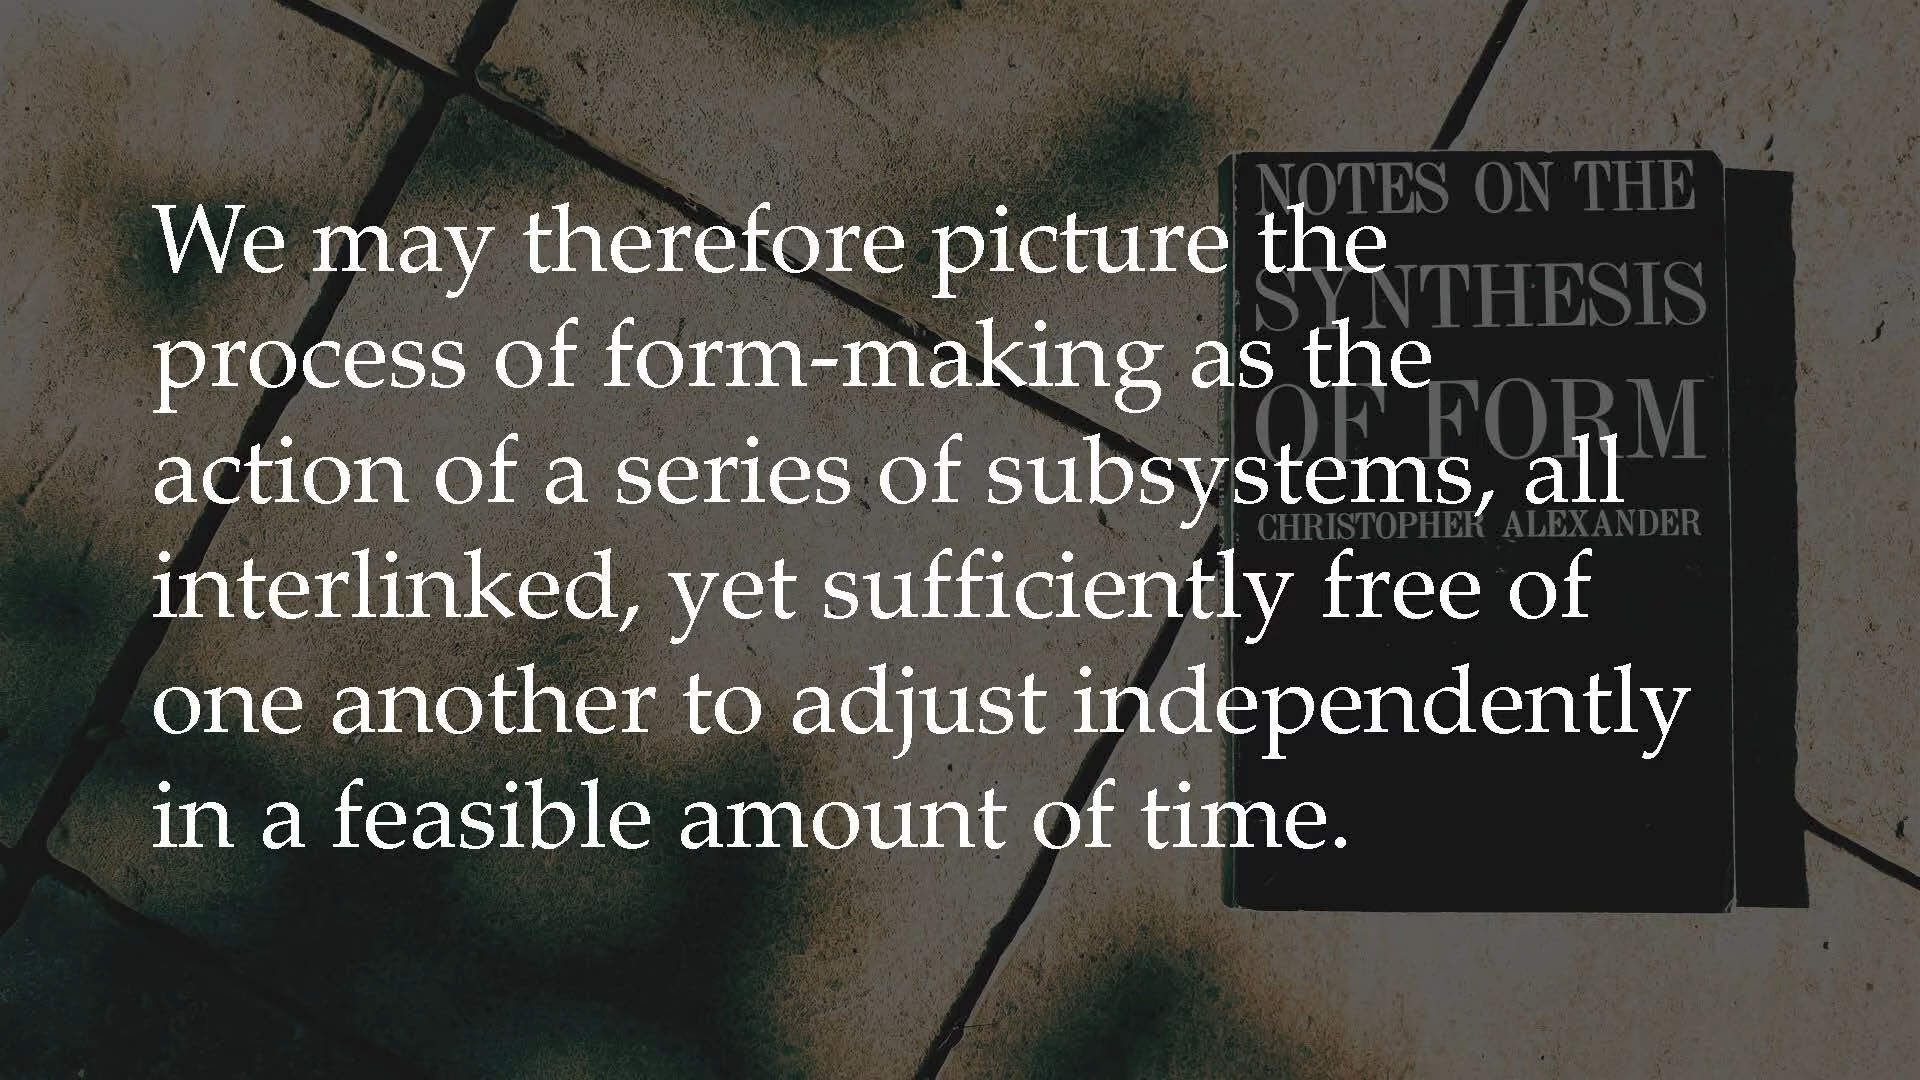 We may therefore picture the
process of form-making as the
action of a series of subsystems, all
interlinked, yet sufficiently free of
one another to adjust independently
in a feasible amount of time.
NOTES ON THE
SYNTHESIS
OF FORM
CHRISTOPHER ALEXANDER